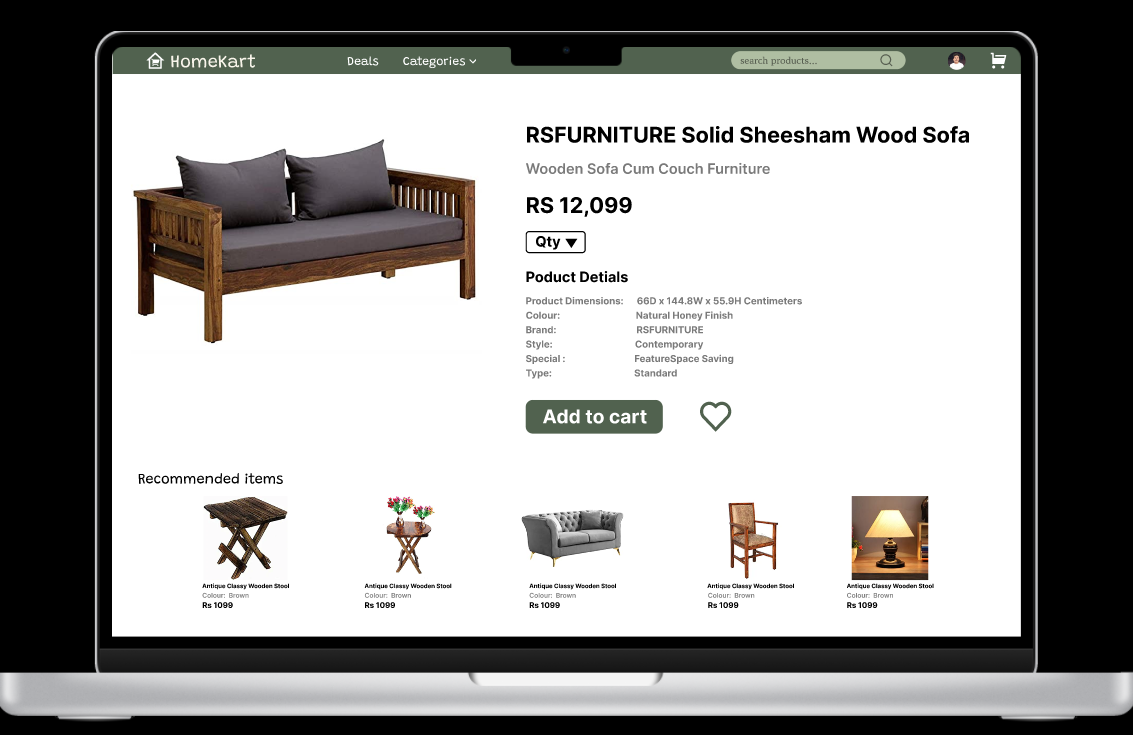 HomeKart
Deals
Categories
search products...
RSFURNITURE Solid Sheesham Wood Sofa
Wooden Sofa Cum Couch Furniture
RS 12,099
Qty
Poduct Detials
Product Dimensions: 66D x 144.8W x 55.9H Centimeters
Colour: Natural Honey Finish
Brand: RSFURNITURE
Style: Contemporary
Special : FeatureSpace Saving
Type: Standard
Add to cart
Recommended items
Antique Classy Wooden Stool
Colour: Brown
Rs 1099
Antique Classy Wooden Stool
Colour: Brown
Rs 1099
Antique Classy Wooden Stool
Colour: Brown
Rs 1099
Antique Classy Wooden Stool
Colour: Brown
Rs 1099
Antique Classy Wooden Stool
Colour: Brown
Rs 1099